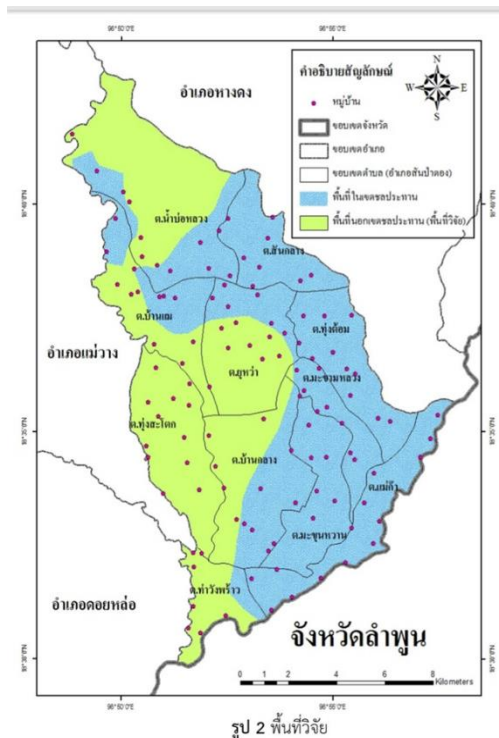 อำเภอหางดง
คำอธิบายสัญลักษณ์
N
W
E
S
หมู่บ้าน
ขอบเขตจังหวัด
ขอบเขตอำเภอ
ขอบเขตตำบล (อำเภอสันป่าตอง)
พื้นที่ในเขตชลประทาน
พื้นที่นอกเขตชลประทาน (พื้นที่วิจัย)
ต.น้ำบ่อหลวง
ต.สันกลาง
ต.บ้านแม
ต.ทุ่งต้อม
อำเภอแม่วาง
ต.ยุหว่า
ต.มะขามหลวง
ต.ทุ่งสะโตก
ต.บ้านกลาง
ต.แม่ก๊า
ต.มะขุนหวาน
ต.ท่าวังพร้าว
อำเภอดอยหล่อ
จังหวัดลำพูน
0 1 2 4 6 8
Kilometers
รูป 2 พื้นที่วิจัย